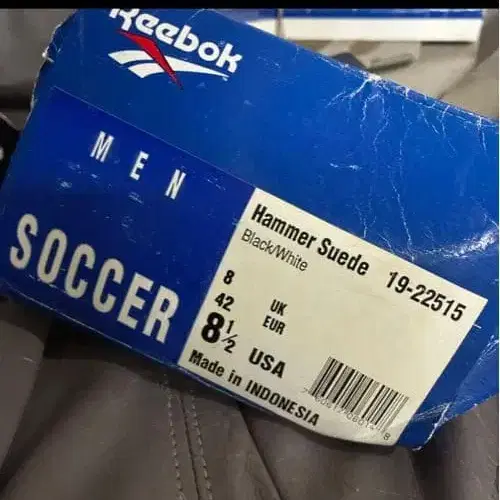 Reebok
MEN
SOCCER
Hammer Suede 19-22515
Black/White
8 UK
42 EUR
8½ USA
Made in INDONESIA